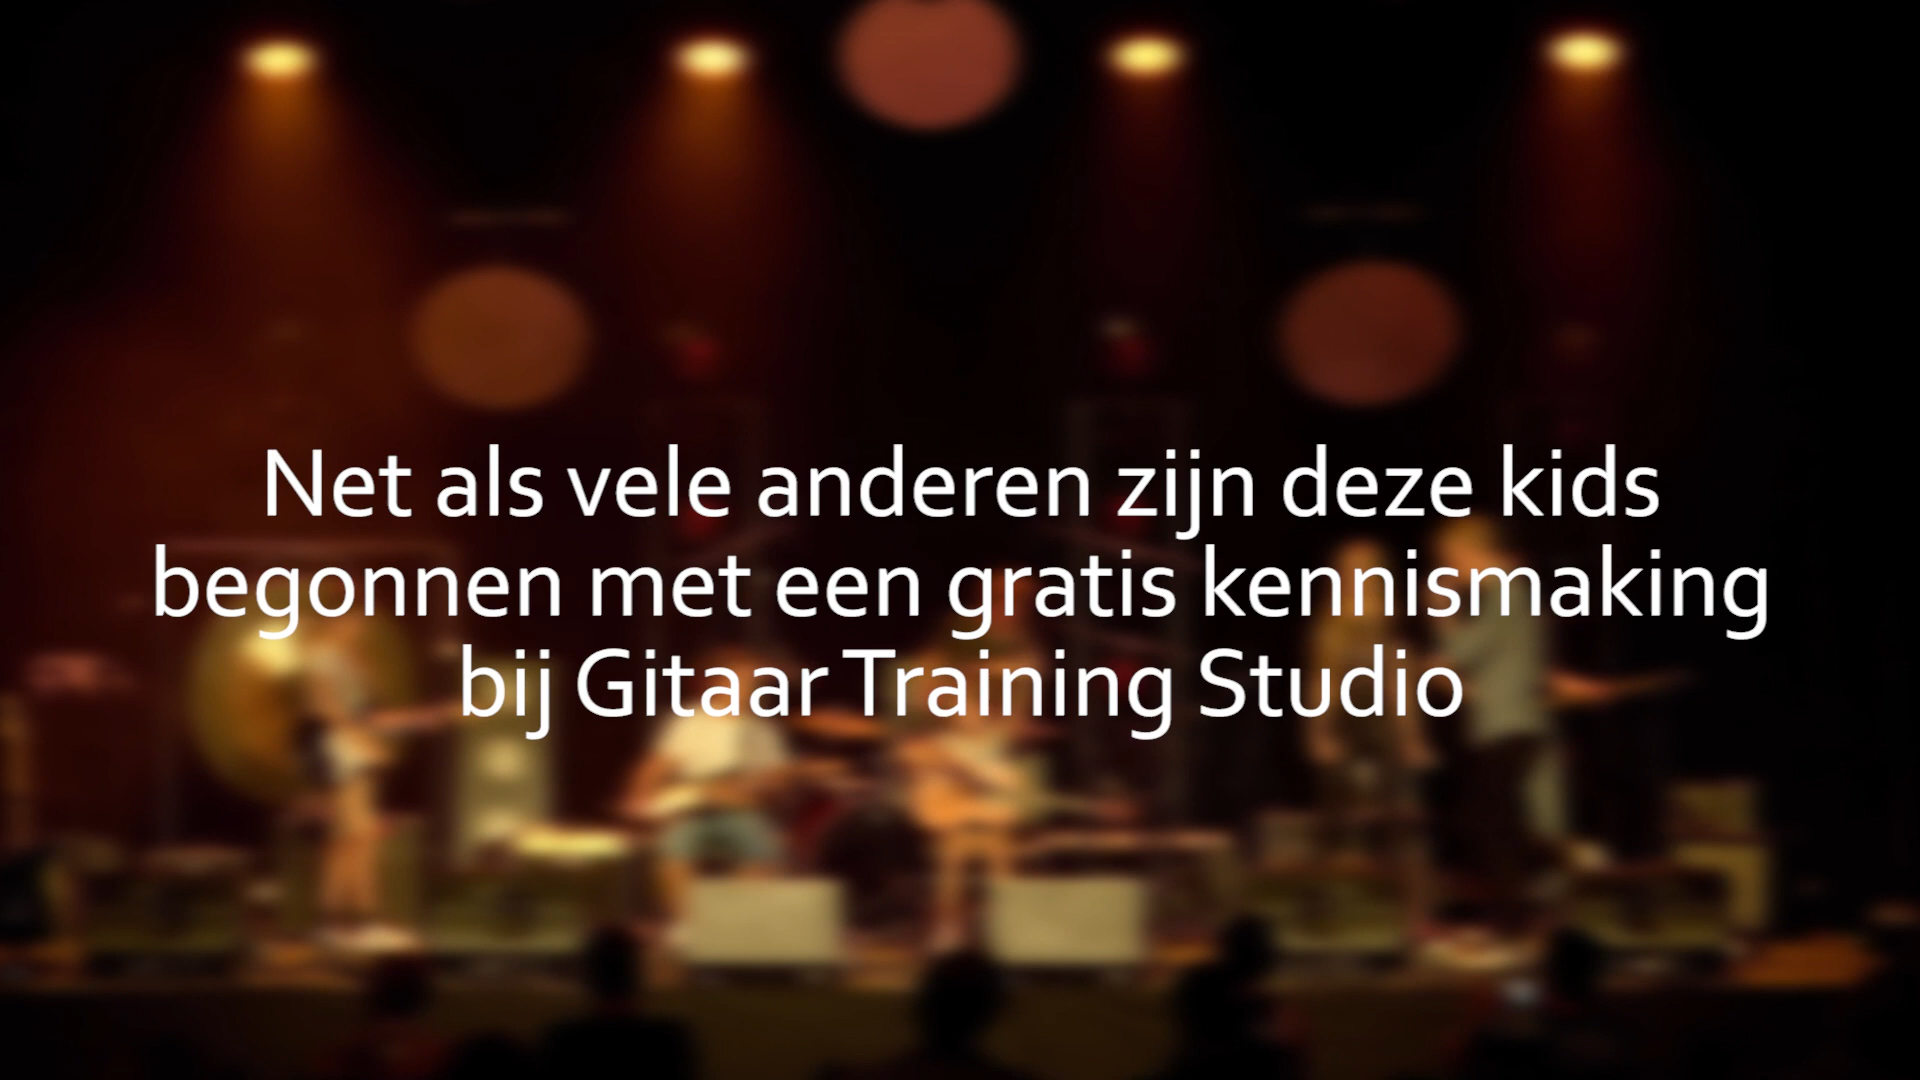 Net als vele anderen zijn deze kids
begonnen met een gratis kennismaking
bij Gitaar Training Studio